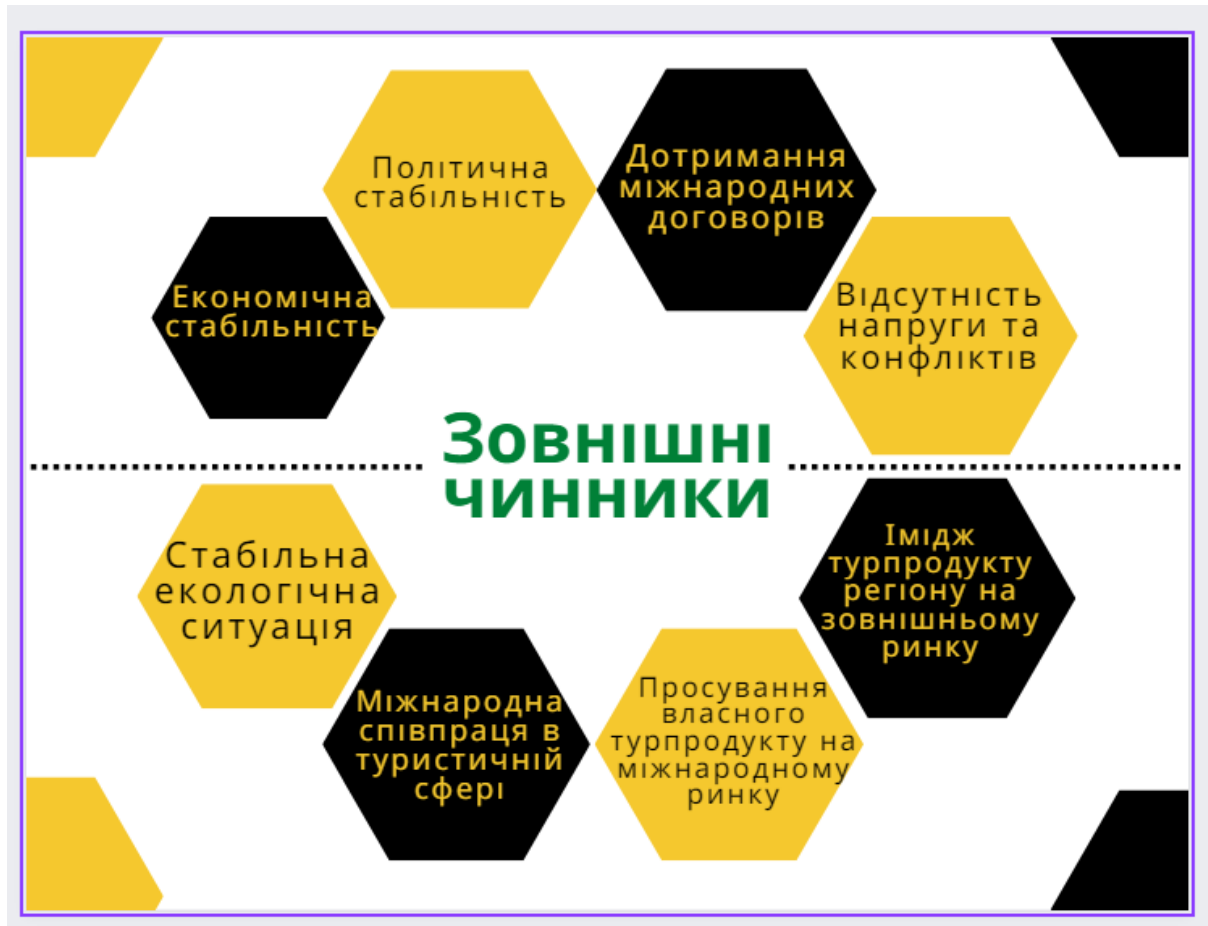 Політична
стабільність
Дотримання
міжнародних
договорів
Економічна
стабільність
Відсутність
напруги та
конфліктів
Зовнішні
чинники
Стабільна
екологічна
ситуація
Імідж
турпродукту
регіону на
зовнішньому
ринку
Міжнародна
співпраця в
туристичній
сфері
Просування
власного
турпродукту на
міжнародному
ринку